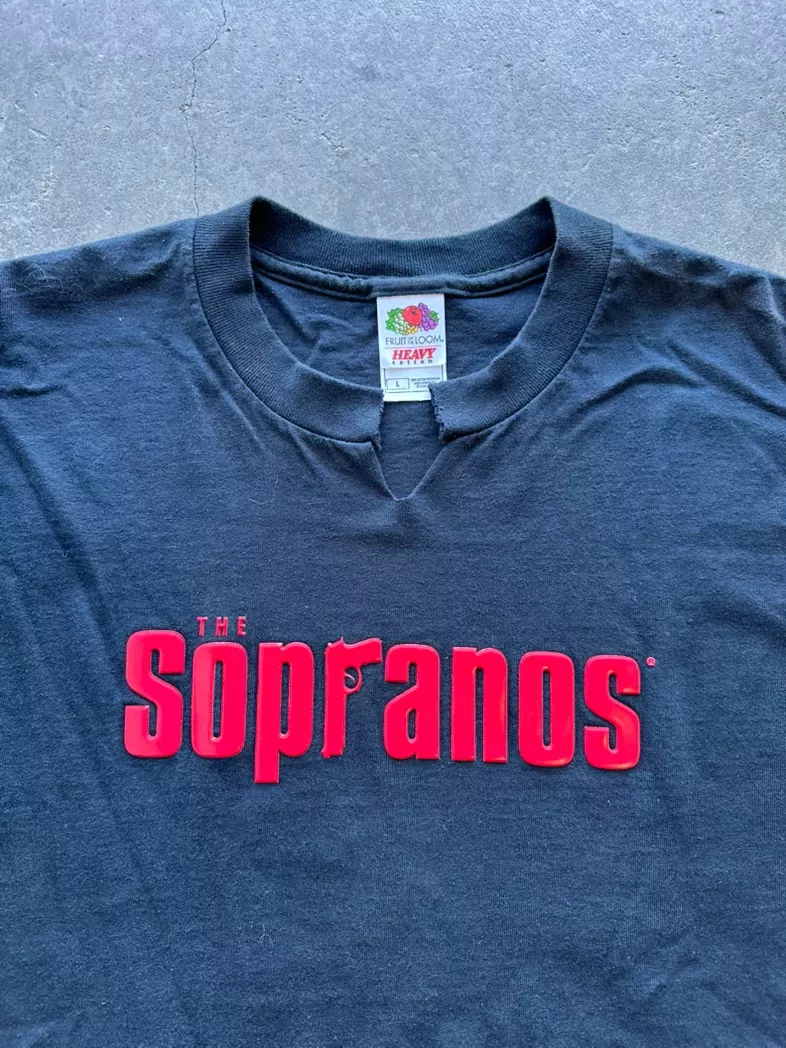 FRUIT OF THE LOOM®
HEAVY
cotton
L
THE
Sopranos®